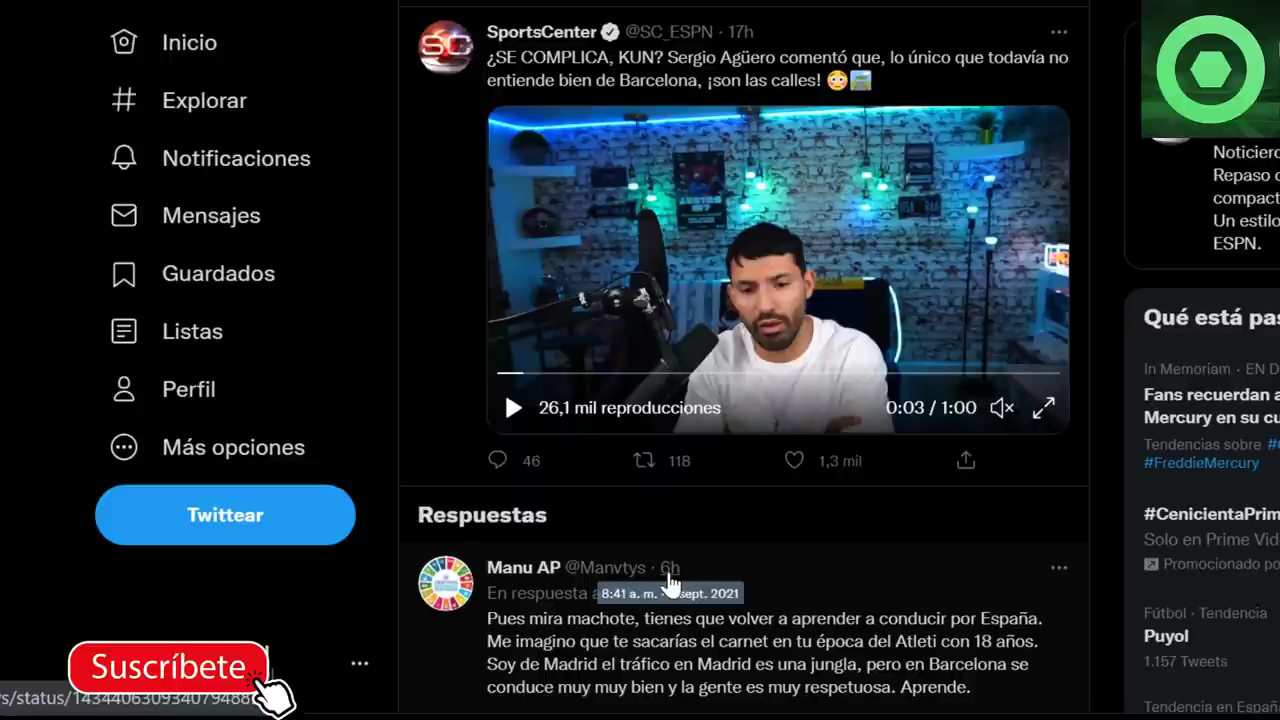 Inicio
Explorar
Notificaciones
Mensajes
Guardados
Listas
Perfil
Más opciones
Twittear
Suscríbete
SC
SportsCenter @SC_ESPN · 17h
¿SE COMPLICA, KUN? Sergio Agüero comentó que, lo único que todavía no
entiende bien de Barcelona, ¡son las calles! 😳🛣️
26,1 mil reproducciones
0:03 / 1:00
46
118
1,3 mil
Respuestas
Manu AP @Manvtys · 6h
En respuesta a
8:41 a. m. sept. 2021
Pues mira machote, tienes que volver a aprender a conducir por España.
Me imagino que te sacarías el carnet en tu época del Atleti con 18 años.
Soy de Madrid el tráfico en Madrid es una jungla, pero en Barcelona se
conduce muy muy bien y la gente es muy respetuosa. Aprende.
Repaso
Un estilo
ESPN.
Qué está
In Memoriam · EN
Fans recuerdan a
Mercury en su
Tendencias sobre
#FreddieMercury
#CenicientaPrim
Solo en Prime
Promocionado
Fútbol · Tendencia
Puyol
1.157 Tweets
Tendencia en